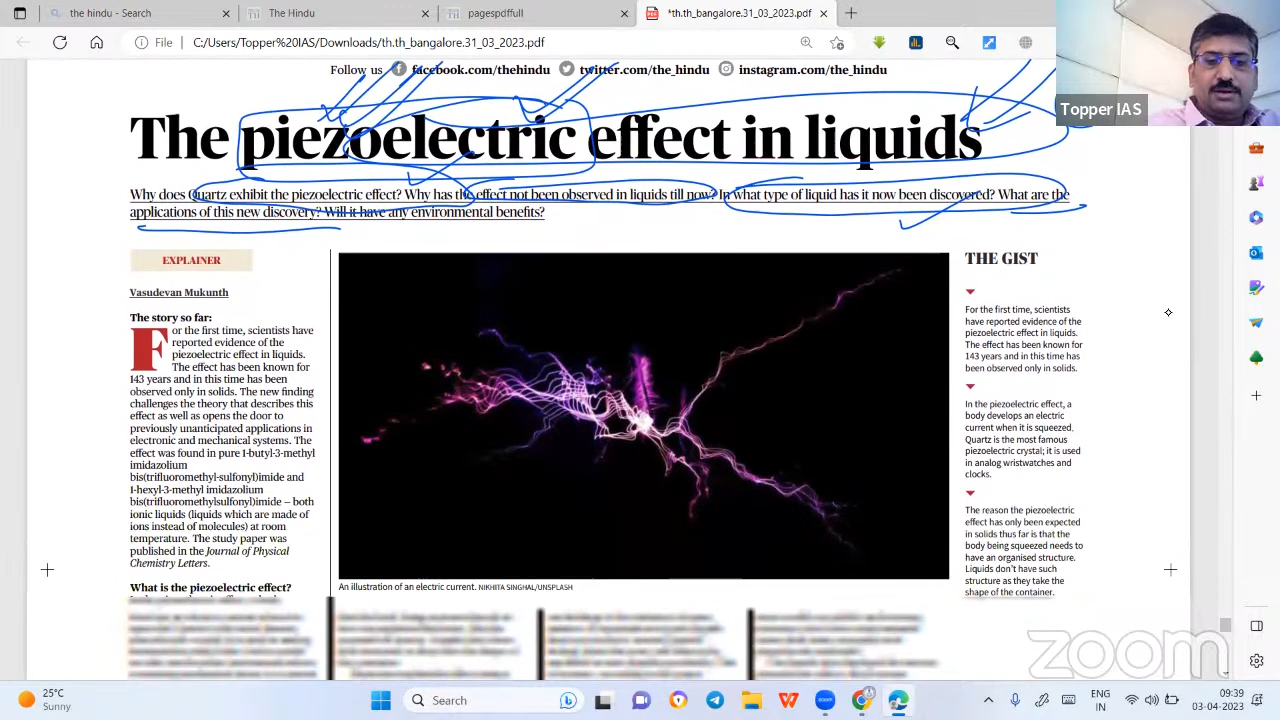 the hindu - Search
The Hindu
pagespdfull
*th.th_bangalore.31_03_2023.pdf
File
C:/Users/Topper%20IAS/Downloads/th.th_bangalore.31_03_2023.pdf
Follow us facebook.com/thehindu twitter.com/the_hindu instagram.com/the_hindu
Topper IAS
The piezoelectric effect in liquids
Why does Quartz exhibit the piezoelectric effect? Why has the effect not been observed in liquids till now? In what type of liquid has it now been discovered? What are the
applications of this new discovery? Will it have any environmental benefits?
EXPLAINER
Vasudevan Mukunth
The story so far:
For the first time, scientists have
reported evidence of the
piezoelectric effect in liquids.
The effect has been known for
143 years and in this time has been
observed only in solids. The new finding
challenges the theory that describes this
effect as well as opens the door to
previously unanticipated applications in
electronic and mechanical systems. The
effect was found in pure 1-butyl-3-methyl
imidazolium
bis(trifluoromethyl-sulfonyl)imide and
1-hexyl-3-methyl imidazolium
bis(trifluoromethylsulfonyl)imide – both
ionic liquids (liquids which are made of
ions instead of molecules) at room
temperature. The study paper was
published in the Journal of Physical
Chemistry Letters.
What is the piezoelectric effect?
An illustration of an electric current. NIKHITA SINGHAL/UNSPLASH
THE GIST
For the first time, scientists
have reported evidence of the
piezoelectric effect in liquids.
The effect has been known for
143 years and in this time has
been observed only in solids.
In the piezoelectric effect, a
body develops an electric
current when it is squeezed.
Quartz is the most famous
piezoelectric crystal; it is used
in analog wristwatches and
clocks.
The reason the piezoelectric
effect has only been expected
in solids thus far is that the
body being squeezed needs to
have an organised structure.
Liquids don't have such
structure as they take the
shape of the container.
zoom
25°C
Sunny
Search
ENG
IN
09:39
03-04-2023